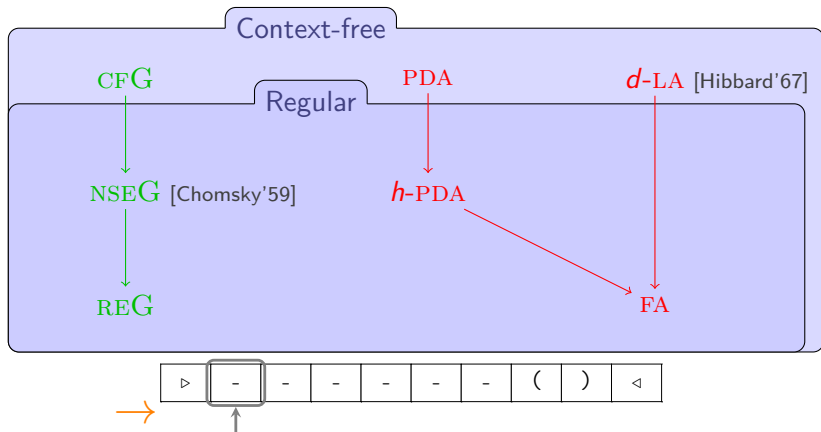 Context-free
CFG PDA d-LA [Hibbard'67]
Regular
NSEG [Chomsky'59] h-PDA
REG FA
▷ - - - - - - ( ) ◁